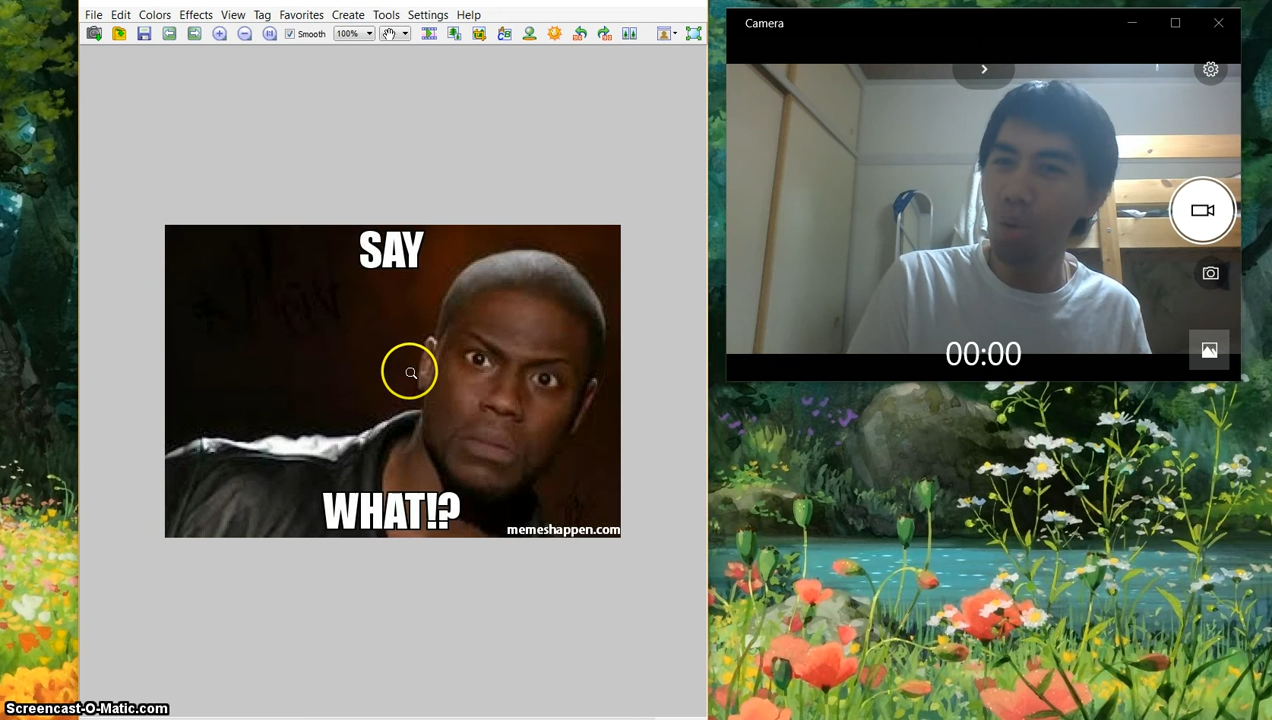 File Edit Colors Effects View Tag Favorites Create Tools Settings Help
Smooth 100%
SAY
WHAT!?
memeshappen.com
Camera
00:00
Screencast-O-Matic.com